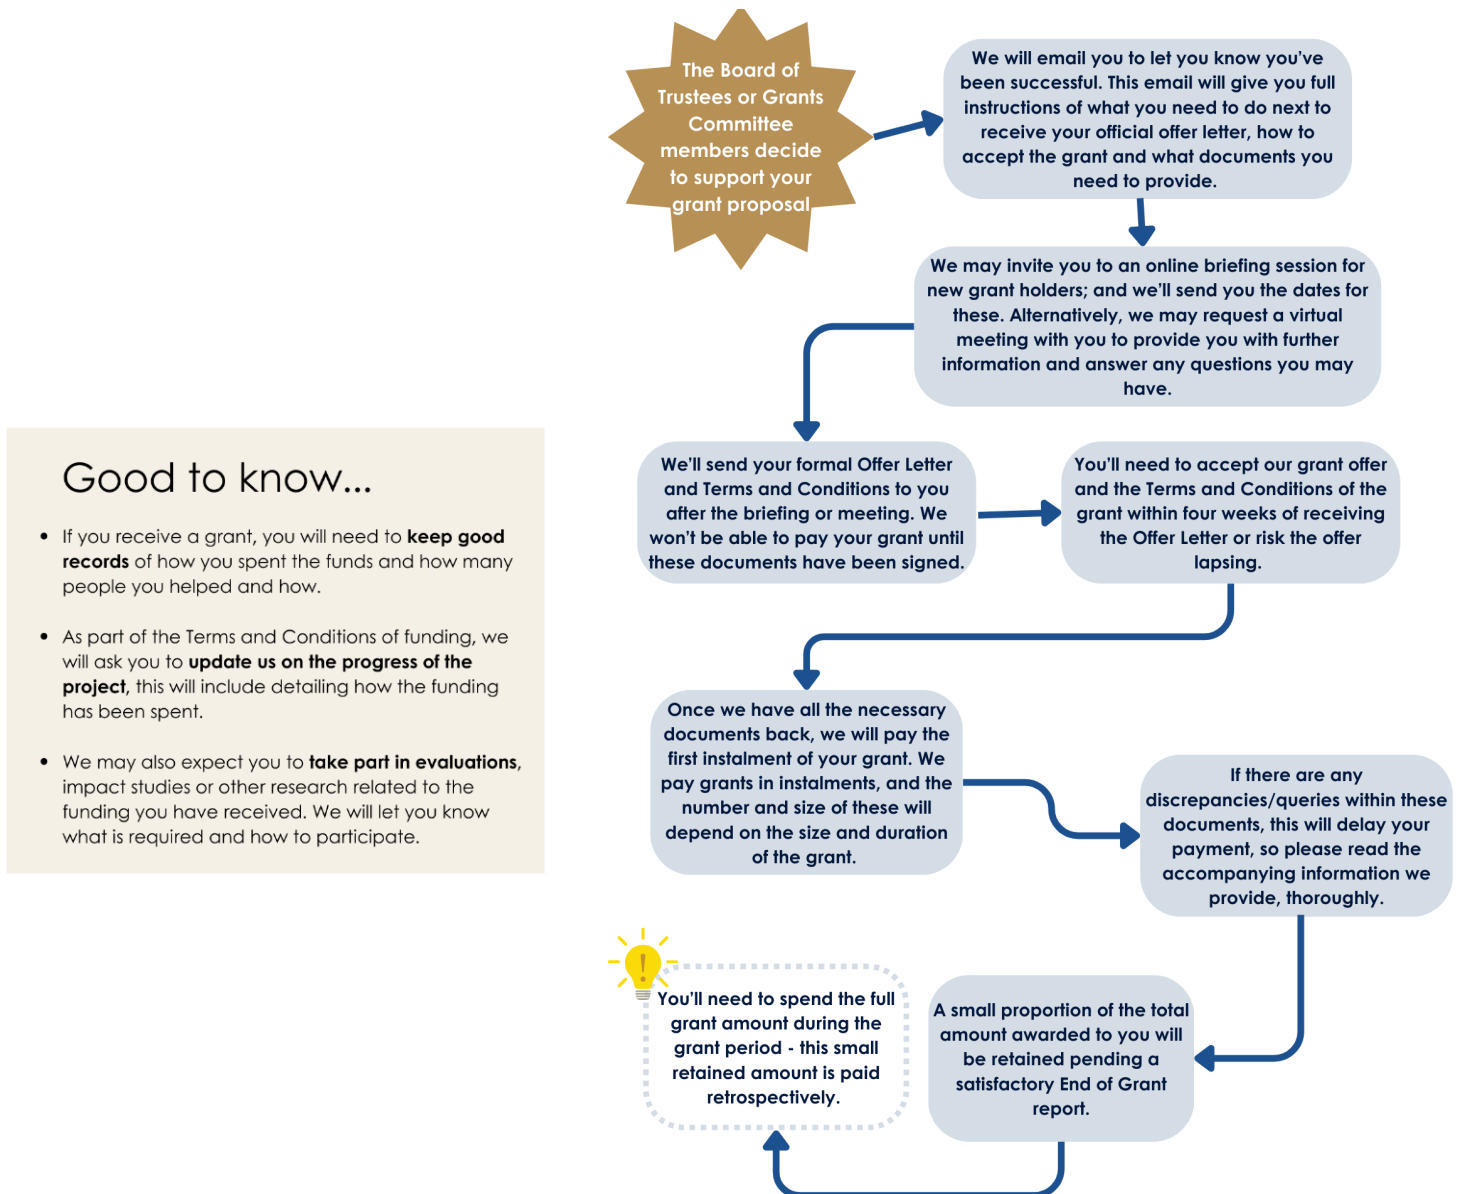 The Board of
Trustees or Grants
Committee
members decide
to support your
grant proposal
We will email you to let you know you've
been successful. This email will give you full
instructions of what you need to do next to
receive your official offer letter, how to
accept the grant and what documents you
need to provide.
We may invite you to an online briefing session for
new grant holders; and we'll send you the dates for
these. Alternatively, we may request a virtual
meeting with you to provide you with further
information and answer any questions you may
have.
We'll send your formal Offer Letter
and Terms and Conditions to you
after the briefing or meeting. We
won't be able to pay your grant until
these documents have been signed.
You'll need to accept our grant offer
and the Terms and Conditions of the
grant within four weeks of receiving
the Offer Letter or risk the offer
lapsing.
Once we have all the necessary
documents back, we will pay the
first instalment of your grant. We
pay grants in instalments, and the
number and size of these will
depend on the size and duration
of the grant.
If there are any
discrepancies/queries within these
documents, this will delay your
payment, so please read the
accompanying information we
provide, thoroughly.
A small proportion of the total
amount awarded to you will
be retained pending a
satisfactory End of Grant
report.
You'll need to spend the full
grant amount during the
grant period - this small
retained amount is paid
retrospectively.
Good to know...
• If you receive a grant, you will need to keep good
records of how you spent the funds and how many
people you helped and how.
• As part of the Terms and Conditions of funding, we
will ask you to update us on the progress of the
project, this will include detailing how the funding
has been spent.
• We may also expect you to take part in evaluations,
impact studies or other research related to the
funding you have received. We will let you know
what is required and how to participate.